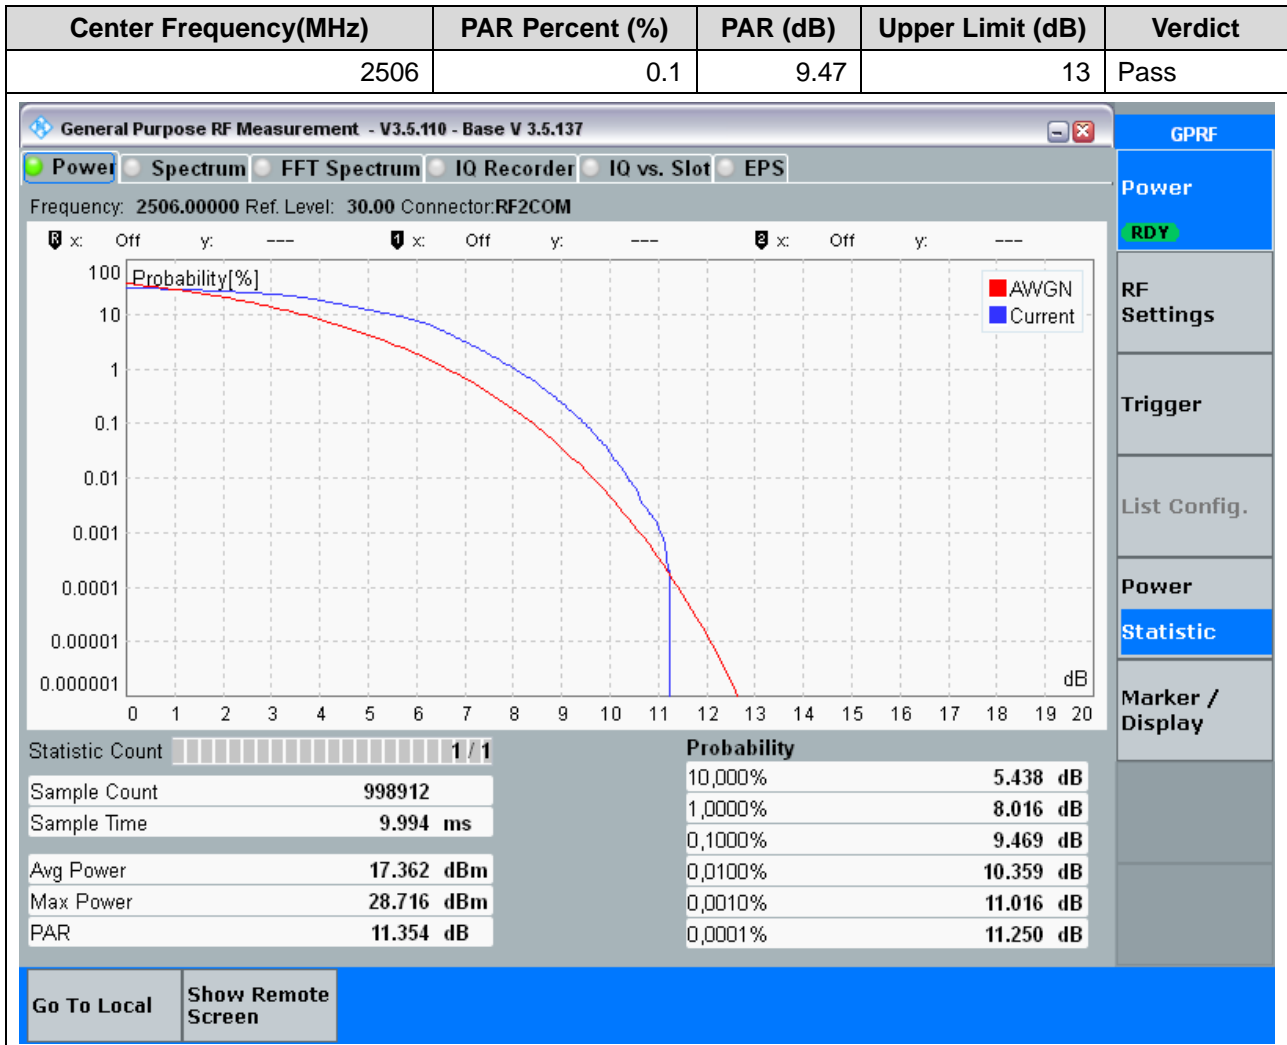 Center Frequency(MHz) PAR Percent (%) PAR (dB) Upper Limit (dB) Verdict
2506 0.1 9.47 13 Pass
General Purpose RF Measurement - V3.5.110 - Base V 3.5.137
GPRF
Power Spectrum FFT Spectrum IQ Recorder IQ vs. Slot EPS
Frequency: 2506.00000 Ref. Level: 30.00 Connector:RF2COM
R x: Off y: --- 1 x: Off y: --- 2 x: Off y: ---
Probability[%]
AWGN
Current
100
10
1
0.1
0.01
0.001
0.0001
0.00001
0.000001
dB
0 1 2 3 4 5 6 7 8 9 10 11 12 13 14 15 16 17 18 19 20
Statistic Count 1 / 1
Sample Count 998912
Sample Time 9.994 ms
Avg Power 17.362 dBm
Max Power 28.716 dBm
PAR 11.354 dB
Probability
10,000% 5.438 dB
1,0000% 8.016 dB
0,1000% 9.469 dB
0,0100% 10.359 dB
0,0010% 11.016 dB
0,0001% 11.250 dB
Power
RDY
RF
Settings
Trigger
List Config.
Power
Statistic
Marker /
Display
Go To Local
Show Remote
Screen